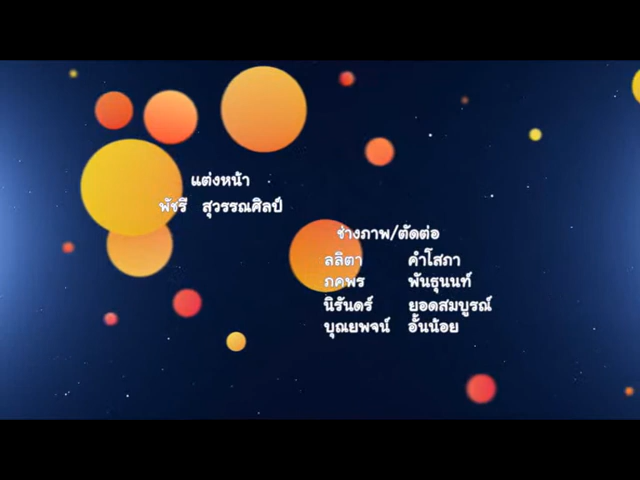 แต่งหน้า
พัชรี สุวรรณศิลป์
ช่างภาพ/ตัดต่อ
ลลิตา คำโสภา
ภคพร พันธุนนท์
นิรันดร์ ยอดสมบูรณ์
บุณยพจน์ อั้นน้อย